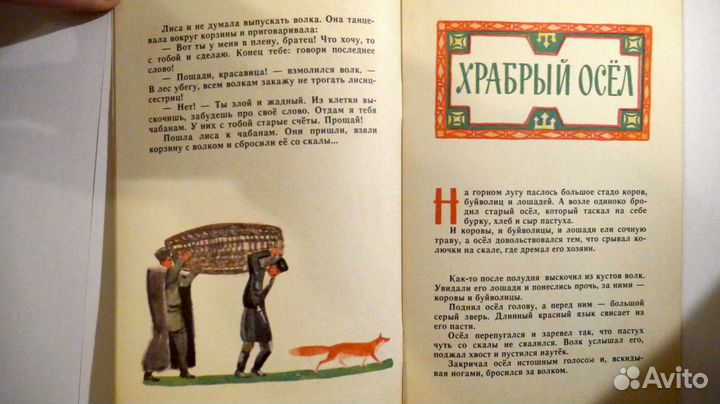 Лиса и не думала выпускать волка. Она танце-
вала вокруг корзины и приговаривала:
— Вот ты у меня в плену, братец! Что хочу, то
с тобой и сделаю. Конец тебе: говори последнее
слово!
— Пощади, красавица! — взмолился волк. —
В лес убегу, всем волкам закажу не трогать лисиц-
сестриц!
— Нет! — Ты злой и жадный. Из клетки вы-
скочишь, забудешь про своё слово. Отдам я тебя
чабанам. У них с тобой старые счёты. Прощай!
Пошла лиса к чабанам. Они пришли, взяли
корзину с волком и сбросили её со скалы...
ХРАБРЫЙ ОСЁЛ
На горном лугу паслось большое стадо коров,
буйволиц и лошадей. А возле одиноко бро-
дил старый осёл, который таскал на себе
бурку, хлеб и сыр пастуха.
И коровы, и буйволицы, и лошади ели сочную
траву, а осёл довольствовался тем, что срывал ко-
лючки на скале, где дремал его хозяин.
Как-то после полудня выскочил из кустов волк.
Увидали его лошади и понеслись прочь, за ними —
коровы и буйволицы.
Поднял осёл голову, а перед ним — большой
серый зверь. Длинный красный язык свисает из
его пасти.
Осёл перепугался и заревел так, что пастух
чуть со скалы не свалился. Волк услышал его,
поджал хвост и пустился наутёк.
Закричал осёл истошным голосом и, вскиды-
вая ногами, бросился за волком.
Avito